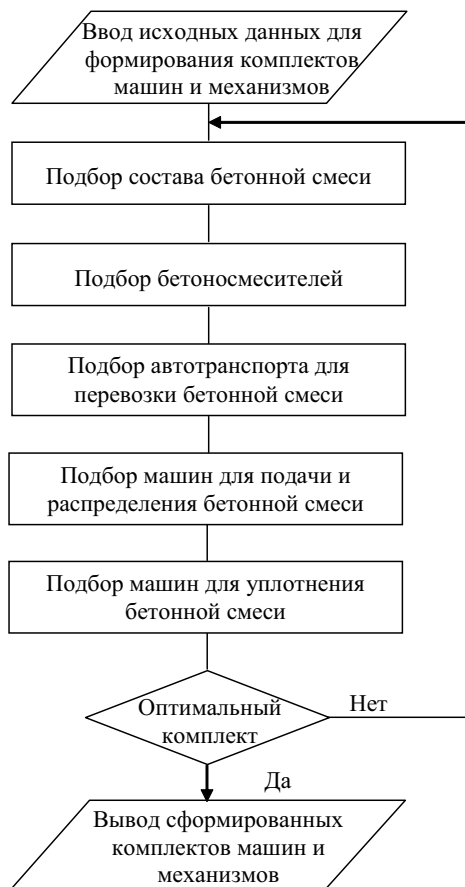 Ввод исходных данных для
формирования комплектов
машин и механизмов
Подбор состава бетонной смеси
Подбор бетоносмесителей
Подбор автотранспорта для
перевозки бетонной смеси
Подбор машин для подачи и
распределения бетонной смеси
Подбор машин для уплотнения
бетонной смеси
Оптимальный
комплект
Нет
Да
Вывод сформированных
комплектов машин и
механизмов